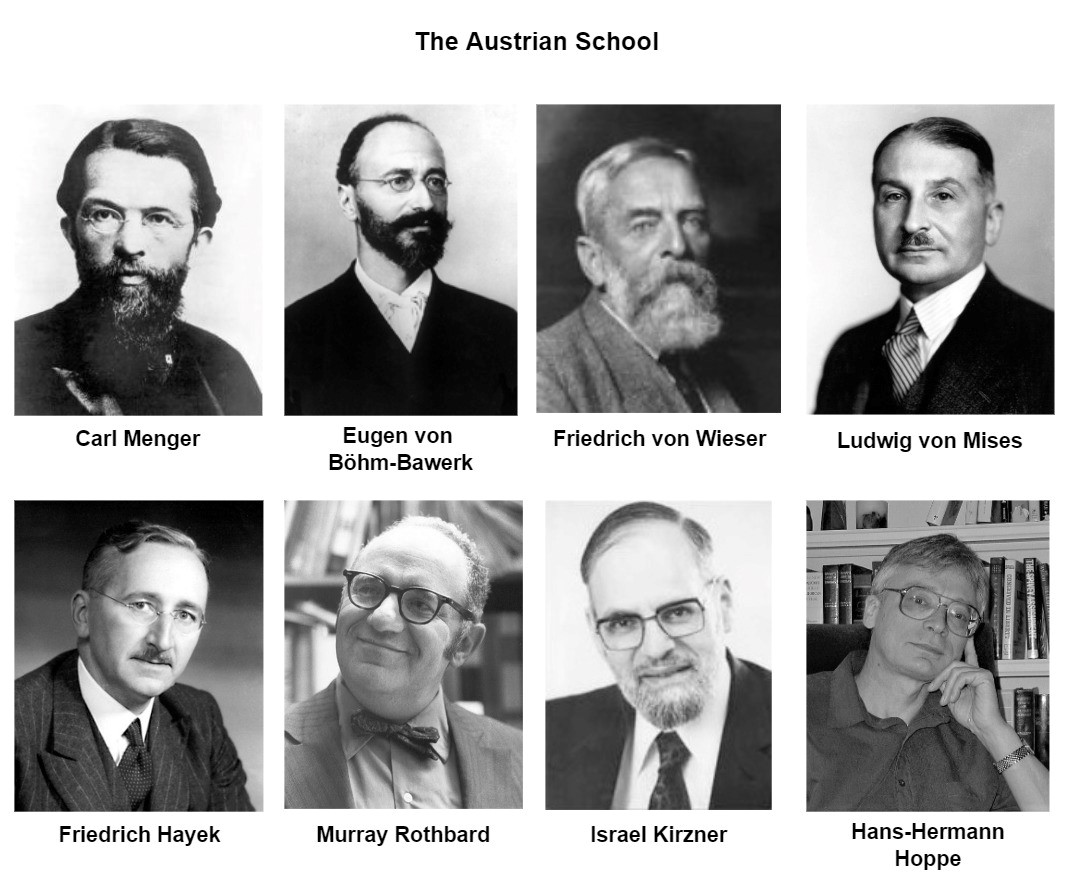 The Austrian School
Carl Menger
Eugen von
Böhm-Bawerk
Friedrich von Wieser
Ludwig von Mises
Friedrich Hayek
Murray Rothbard
Israel Kirzner
Hans-Hermann
Hoppe